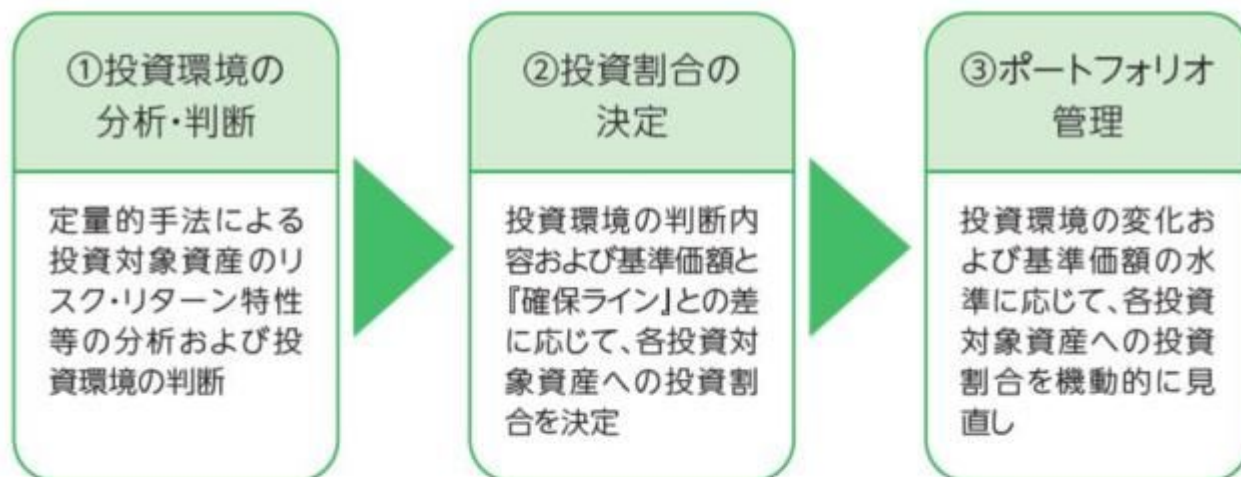 ①投資環境の
分析・判断
定量的手法による
投資対象資産のリ
スク・リターン特性
等の分析および投
資環境の判断
②投資割合の
決定
投資環境の判断内
容および基準価額と
『確保ライン』との差
に応じて、各投資対
象資産への投資割
合を決定
③ポートフォリオ
管理
投資環境の変化お
よび基準価額の水
準に応じて、各投資
対象資産への投資
割合を機動的に見
直し